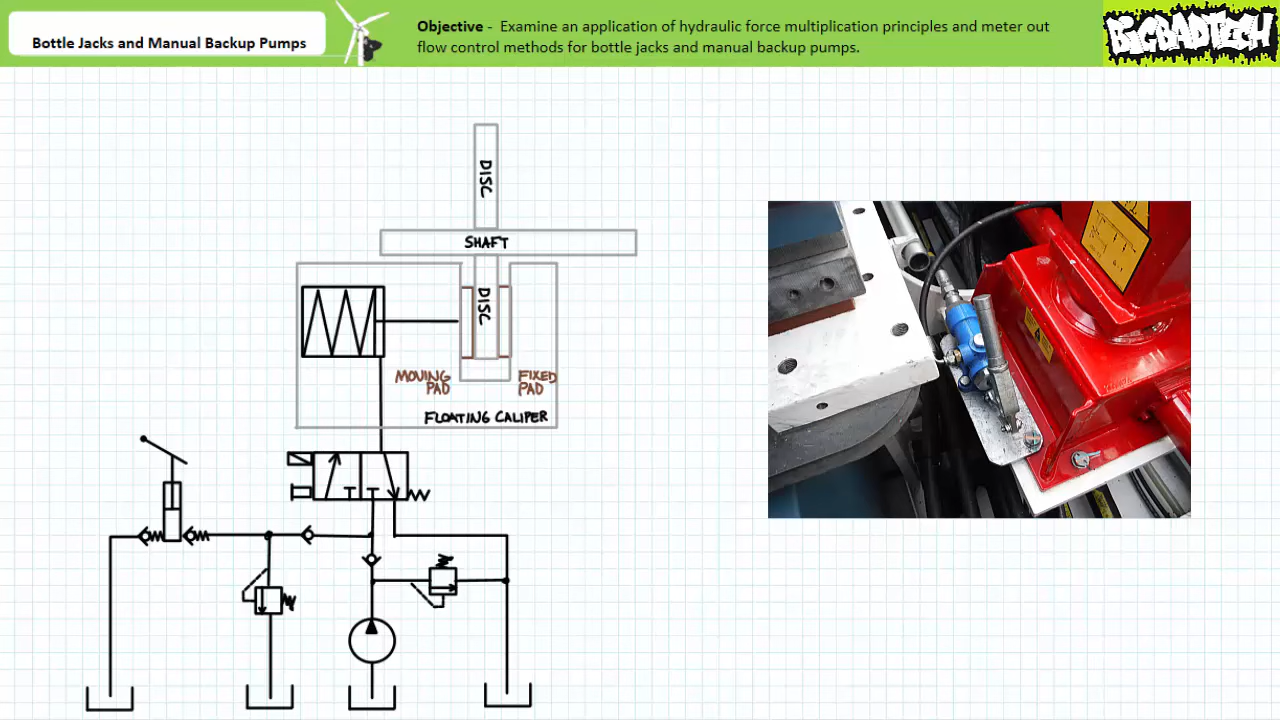 Bottle Jacks and Manual Backup Pumps
Objective - Examine an application of hydraulic force multiplication principles and meter out
flow control methods for bottle jacks and manual backup pumps.
BIGBADTECH
DISC
SHAFT
DISC
MOVING
PAD
FIXED
PAD
FLOATING CALIPER